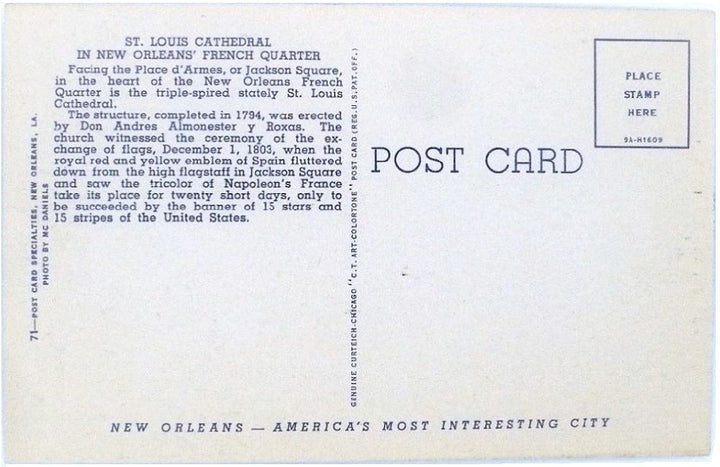 ST. LOUIS CATHEDRAL
IN NEW ORLEANS' FRENCH QUARTER
Facing the Place d'Armes, or Jackson Square,
in the heart of the New Orleans French
Quarter is the triple-spired stately St. Louis
Cathedral.
The structure, completed in 1794, was erected
by Don Andres Almonester y Roxas. The
church witnessed the ceremony of the ex-
change of flags, December 1, 1803, when the
royal red and yellow emblem of Spain fluttered
down from the high flagstaff in Jackson Square
and saw the tricolor of Napoleon's France
take its place for twenty short days, only to
be succeeded by the banner of 15 stars and
15 stripes of the United States.
71—POST CARD SPECIALTIES, NEW ORLEANS, LA.
PHOTO BY MC DANIELS
GENUINE CURTEICH-CHICAGO "C.T. ART-COLORTONE" POST CARD (REG. U.S. PAT. OFF.)
POST CARD
PLACE
STAMP
HERE
9A-H1609
NEW ORLEANS — AMERICA'S MOST INTERESTING CITY